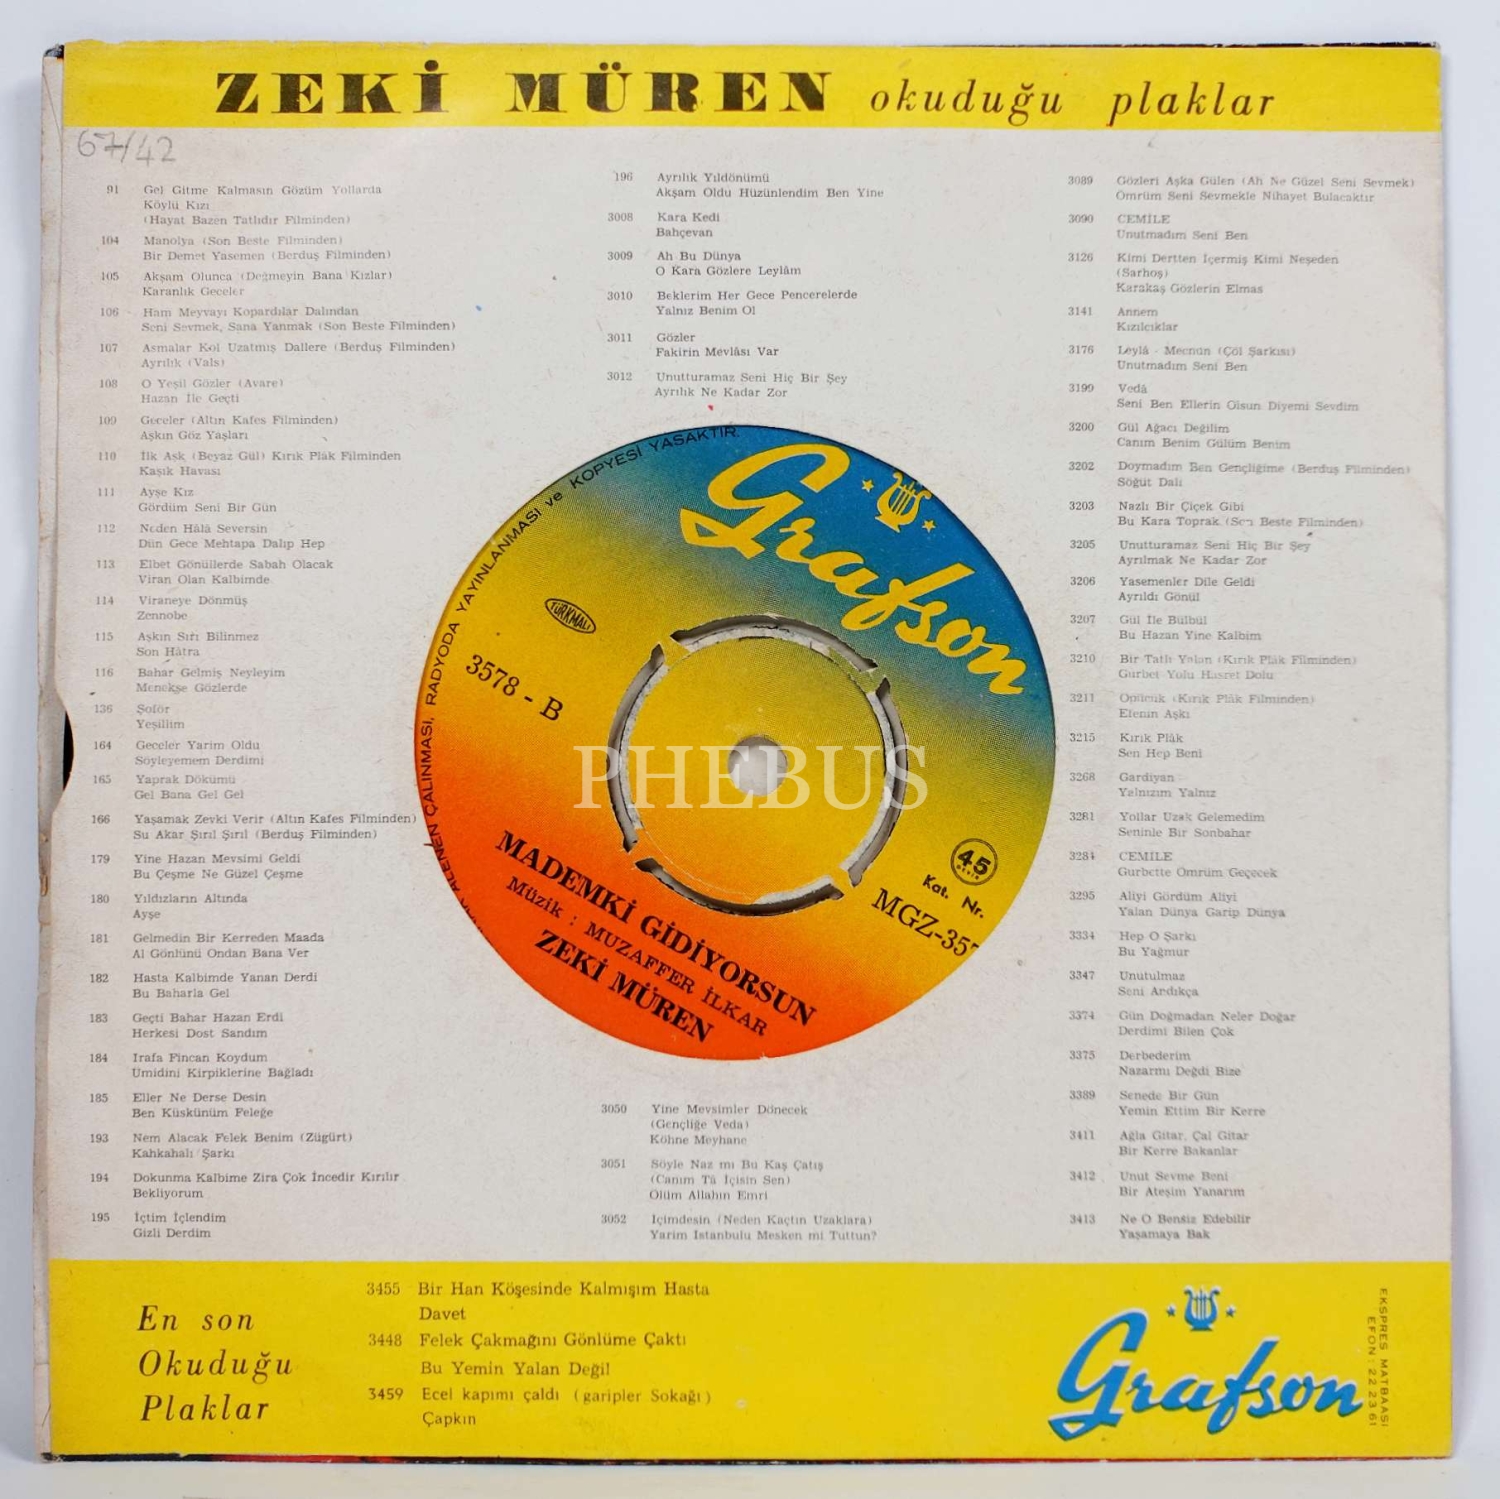 ZEKİ MÜREN okuduğu plaklar
67/42
91 Gel Gitme Kalmasın Gözüm Yollarda
Köylü Kızı
(Hayat Bazen Tatlıdır Filminden)
104 Manolya (Son Beste Filminden)
Bir Demet Yasemen (Berduş Filminden)
105 Akşam Olunca (Değmeyin Bana Kızlar)
Karanlık Geceler
106 Ham Meyvayı Kopardılar Dalından
Seni Sevmek, Sana Yanmak (Son Beste Filminden)
107 Asmalar Kol Uzatmış Dallere (Berduş Filminden)
Ayrılık (Vals)
108 O Yeşil Gözler (Avare)
Hazan İle Geçti
109 Geceler (Altın Kafes Filminden)
Aşkın Göz Yaşları
110 İlk Aşk (Beyaz Gül) Kırık Plâk Filminden
Kaşık Havası
111 Ayşe Kız
Gördüm Seni Bir Gün
112 Neden Hâlâ Seversin
Dün Gece Mehtapa Dalıp Hep
113 Elbet Gönüllerde Sabah Olacak
Viran Olan Kalbimde
114 Viraneye Dönmüş
Zennobe
115 Aşkın Sırı Bilinmez
Son Hâtra
116 Bahar Gelmiş Neyleyim
Menekşe Gözlerde
136 Şoför
Yeşilim
164 Geceler Yarim Oldu
Söyleyemem Derdimi
165 Yaprak Dökümü
Gel Bana Gel Gel
166 Yaşamak Zevki Verir (Altın Kafes Filminden)
Su Akar Şırıl Şırıl (Berduş Filminden)
179 Yine Hazan Mevsimi Geldi
Bu Çeşme Ne Güzel Çeşme
180 Yıldızların Altında
Ayşe
181 Gelmedin Bir Kerreden Maada
Al Gönlünü Ondan Bana Ver
182 Hasta Kalbimde Yanan Derdi
Bu Baharla Gel
183 Geçti Bahar Hazan Erdi
Herkesi Dost Sandım
184 Irafa Fincan Koydum
Umidini Kirpiklerine Bağladı
185 Eller Ne Derse Desin
Ben Küskünüm Feleğe
193 Nem Alacak Felek Benim (Züğürt)
Kahkahalı Şarkı
194 Dokunma Kalbime Zira Çok İncedir Kırılır
Bekliyorum
195 İçtim İçlendim
Gizli Derdim
196 Ayrılık Yıldönümü
Akşam Oldu Hüzünlendim Ben Yine
3008 Kara Kedi
Bahçevan
3009 Ah Bu Dünya
O Kara Gözlere Leylâm
3010 Beklerim Her Gece Pencerelerde
Yalnız Benim Ol
3011 Gözler
Fakirin Mevlâsı Var
3012 Unutturamaz Seni Hiç Bir Şey
Ayrılık Ne Kadar Zor
ALENEN ÇALINMASI, RADYODA YAYINLANMASI ve KOPYESİ YASAKTIR.
Grafson
TÜRKMALI
3578 - B
PHEBUS
45
DEVİR
Kat. Nr.
MGZ-357
MADEMKİ GİDİYORSUN
Müzik : MUZAFFER İLKAR
ZEKİ MÜREN
3050 Yine Mevsimler Dönecek
(Gençliğe Veda)
Köhne Meyhane
3051 Söyle Naz mı Bu Kaş Çatış
(Canım Tâ İçisin Sen)
Ölüm Allahın Emri
3052 İçimdesin (Neden Kaçtın Uzaklara)
Yarim İstanbulu Mesken mi Tuttun?
3089 Gözleri Aşka Gülen (Ah Ne Güzel Seni Sevmek)
Ömrüm Seni Sevmekle Nihayet Bulacaktır
3090 CEMİLE
Unutmadım Seni Ben
3126 Kimi Dertten İçermiş Kimi Neşeden
(Sarhoş)
Karakaş Gözlerin Elmas
3141 Annem
Kızılcıklar
3176 Leylâ - Mecnun (Çöl Şarkısı)
Unutmadım Seni Ben
3199 Vedâ
Seni Ben Ellerin Olsun Diyemi Sevdim
3200 Gül Ağacı Değilim
Canım Benim Gülüm Benim
3202 Doymadım Ben Gençliğime (Berduş Filminden)
Söğüt Dalı
3203 Nazlı Bir Çiçek Gibi
Bu Kara Toprak (Son Beste Filminden)
3205 Unutturamaz Seni Hiç Bir Şey
Ayrılmak Ne Kadar Zor
3206 Yasemenler Dile Geldi
Ayrıldı Gönül
3207 Gül İle Bülbül
Bu Hazan Yine Kalbim
3210 Bir Tatlı Yalan (Kırık Plâk Filminden)
Gurbet Yolu Hasret Dolu
3211 Öpücük (Kırık Plâk Filminden)
Efenin Aşkı
3215 Kırık Plâk
Sen Hep Beni
3268 Gardiyan
Yalnızım Yalnız
3281 Yollar Uzak Gelemedim
Seninle Bir Sonbahar
3284 CEMİLE
Gurbette Ömrüm Geçecek
3295 Aliyi Gördüm Aliyi
Yalan Dünya Garip Dünya
3334 Hep O Şarkı
Bu Yağmur
3347 Unutulmaz
Seni Andıkça
3374 Gün Doğmadan Neler Doğar
Derdimi Bilen Çok
3375 Derbederim
Nazarmı Değdi Bize
3389 Senede Bir Gün
Yemin Ettim Bir Kerre
3411 Ağla Gitar, Çal Gitar
Bir Kerre Bakanlar
3412 Unut Sevme Beni
Bir Ateşim Yanarım
3413 Ne O Bensiz Edebilir
Yaşamaya Bak
En son
Okuduğu
Plaklar
3455 Bir Han Köşesinde Kalmışım Hasta
Davet
3448 Felek Çakmağını Gönlüme Çaktı
Bu Yemin Yalan Değil
3459 Ecel kapımı çaldı (garipler Sokağı)
Çapkın
Grafson
EKSPRES MATBAASI
EFON : 22 23 61